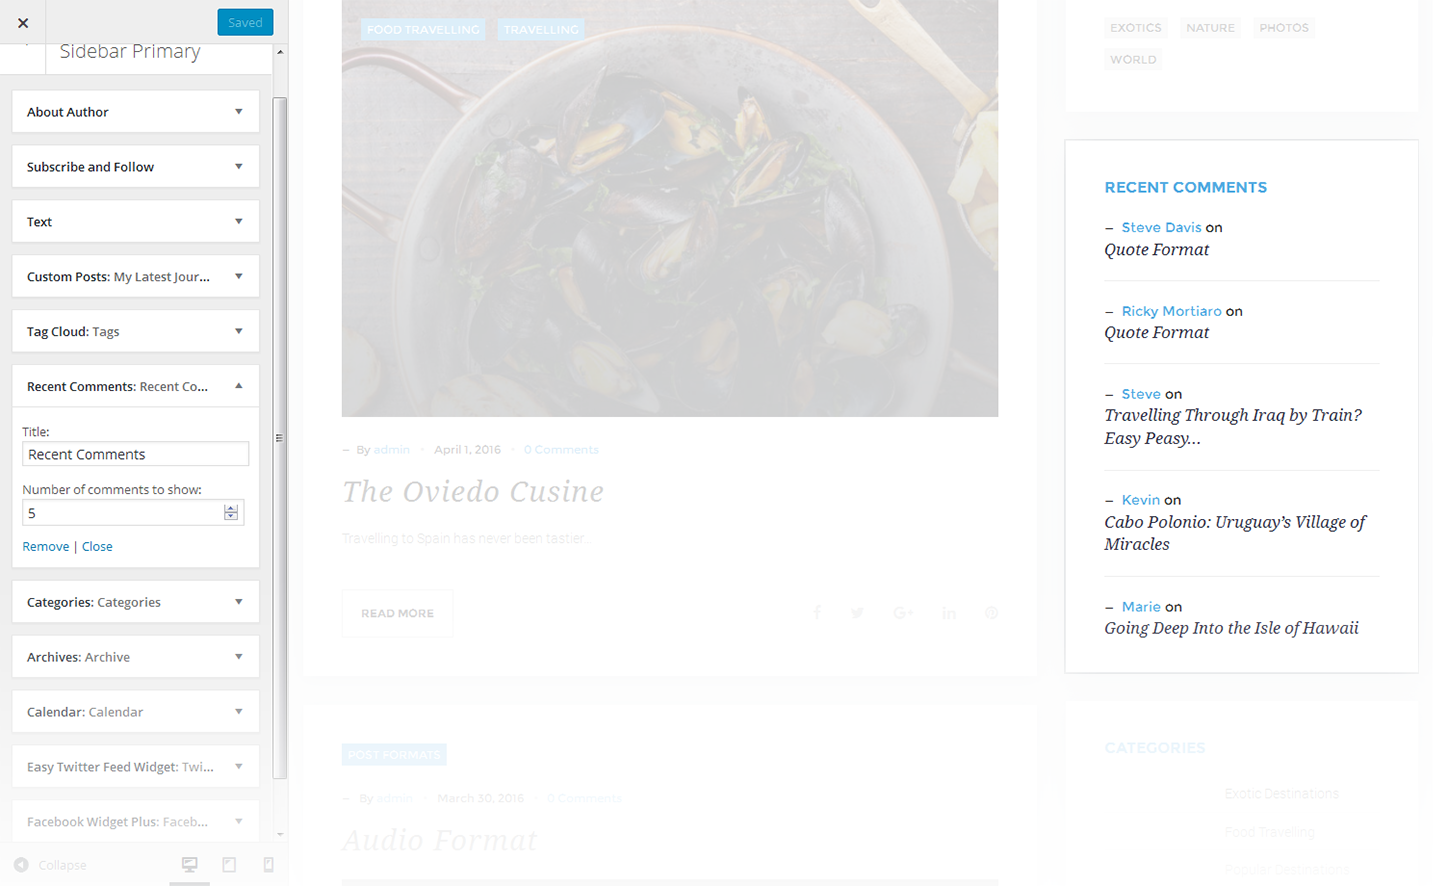 Saved
Sidebar Primary
About Author
Subscribe and Follow
Text
Custom Posts: My Latest Jour...
Tag Cloud: Tags
Recent Comments: Recent Co...
Title:
Recent Comments
Number of comments to show:
5
Remove | Close
Categories: Categories
Archives: Archive
Calendar: Calendar
Easy Twitter Feed Widget: Twi...
Facebook Widget Plus: Faceb...
Collapse
FOOD TRAVELLING TRAVELLING
– By admin · April 1, 2016 · 0 Comments
The Oviedo Cusine
Travelling to Spain has never been tastier...
READ MORE
POST FORMATS
– By admin · March 30, 2016 · 0 Comments
Audio Format
EXOTICS NATURE PHOTOS
WORLD
RECENT COMMENTS
– Steve Davis on
Quote Format
– Ricky Mortiaro on
Quote Format
– Steve on
Travelling Through Iraq by Train?
Easy Peasy...
– Kevin on
Cabo Polonio: Uruguay’s Village of
Miracles
– Marie on
Going Deep Into the Isle of Hawaii
CATEGORIES
Exotic Destinations
Food Travelling
Popular Destinations